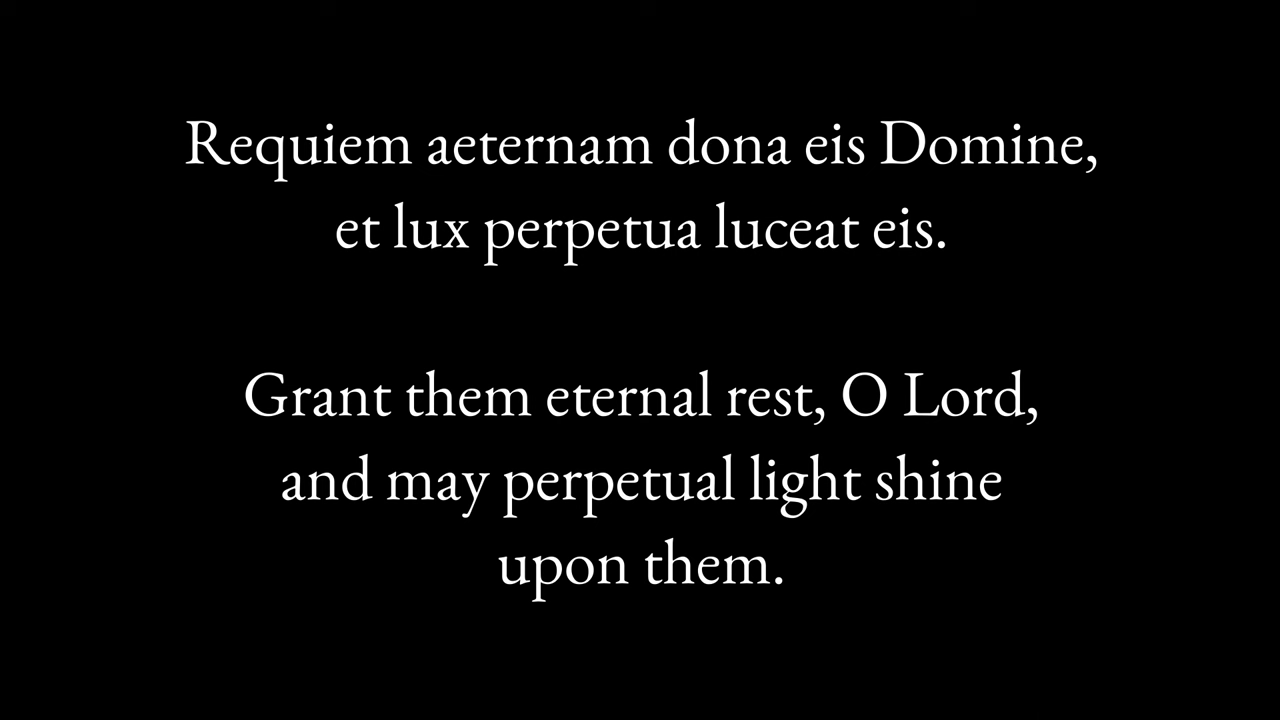 Requiem aeternam dona eis Domine,
et lux perpetua luceat eis.
Grant them eternal rest, O Lord,
and may perpetual light shine
upon them.